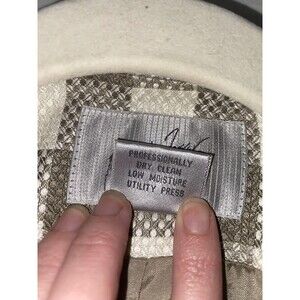 PROFESSIONALLY
DRY CLEAN
LOW MOISTURE
UTILITY PRESS